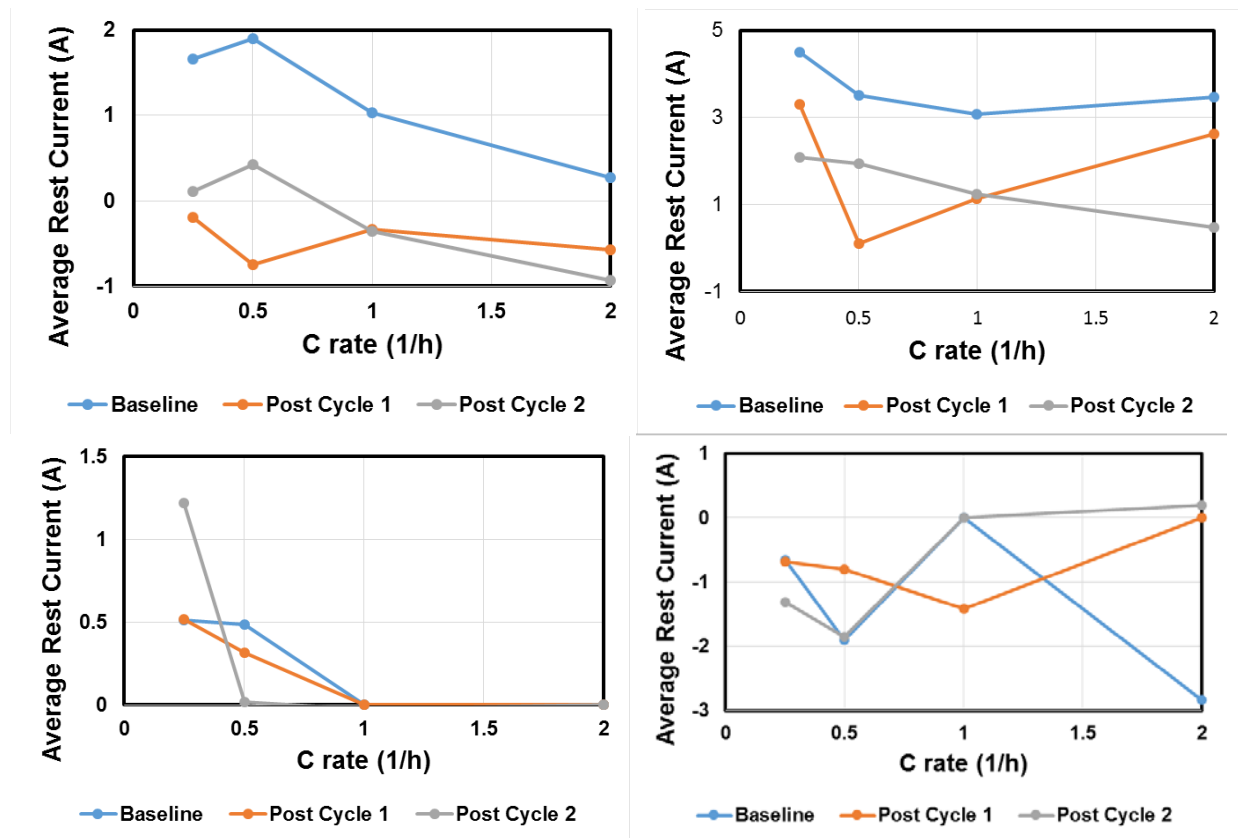 Average Rest Current (A)
2
1
0
-1
0
0.5
1
1.5
2
C rate (1/h)
Baseline
Post Cycle 1
Post Cycle 2
Average Rest Current (A)
5
3
1
-1
0
0.5
1
1.5
2
C rate (1/h)
Baseline
Post Cycle 1
Post Cycle 2
Average Rest Current (A)
1.5
1
0.5
0
0
0.5
1
1.5
2
C rate (1/h)
Baseline
Post Cycle 1
Post Cycle 2
Average Rest Current (A)
1
0
-1
-2
-3
0
0.5
1
1.5
2
C rate (1/h)
Baseline
Post Cycle 1
Post Cycle 2